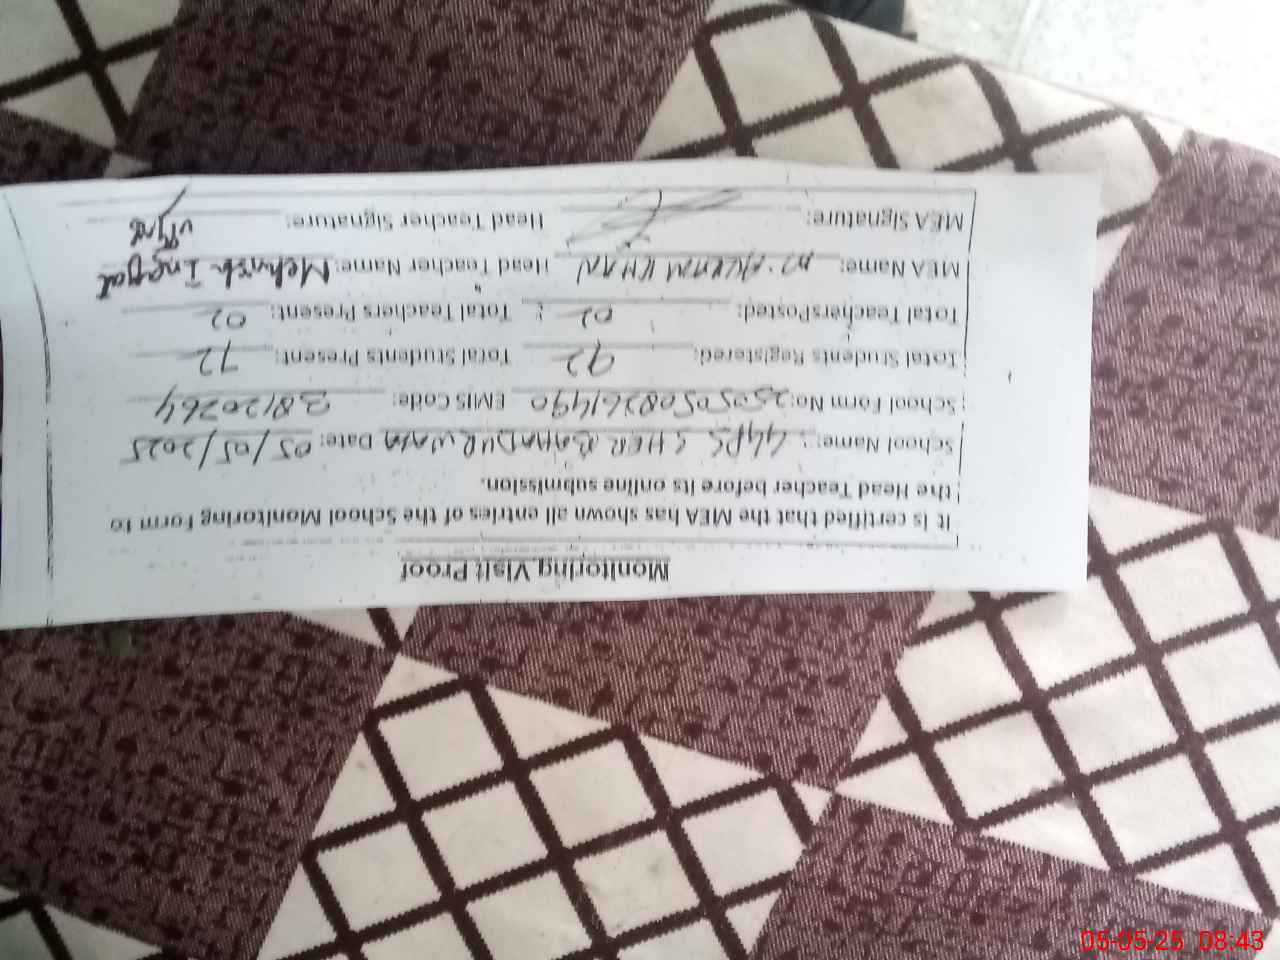 Monitoring Visit Proof
It is certified that the MEA has shown all entries of the School Monitoring Form to
the Head Teacher before its online submission.
School Name: GGPS SHER BAHADUR WALA Date: 05/05/2025
School Form No: 250505083614490 EMIS Code: 38120264
Total Students Registered: 92 Total Students Present: 72
Total TeachersPosted: 02 Total Teachers Present: 02
MEA Name: M. AKRAM KHAN Head Teacher Name: Mehwish
MEA Signature: Head Teacher Signature:
05-05-25 08:43